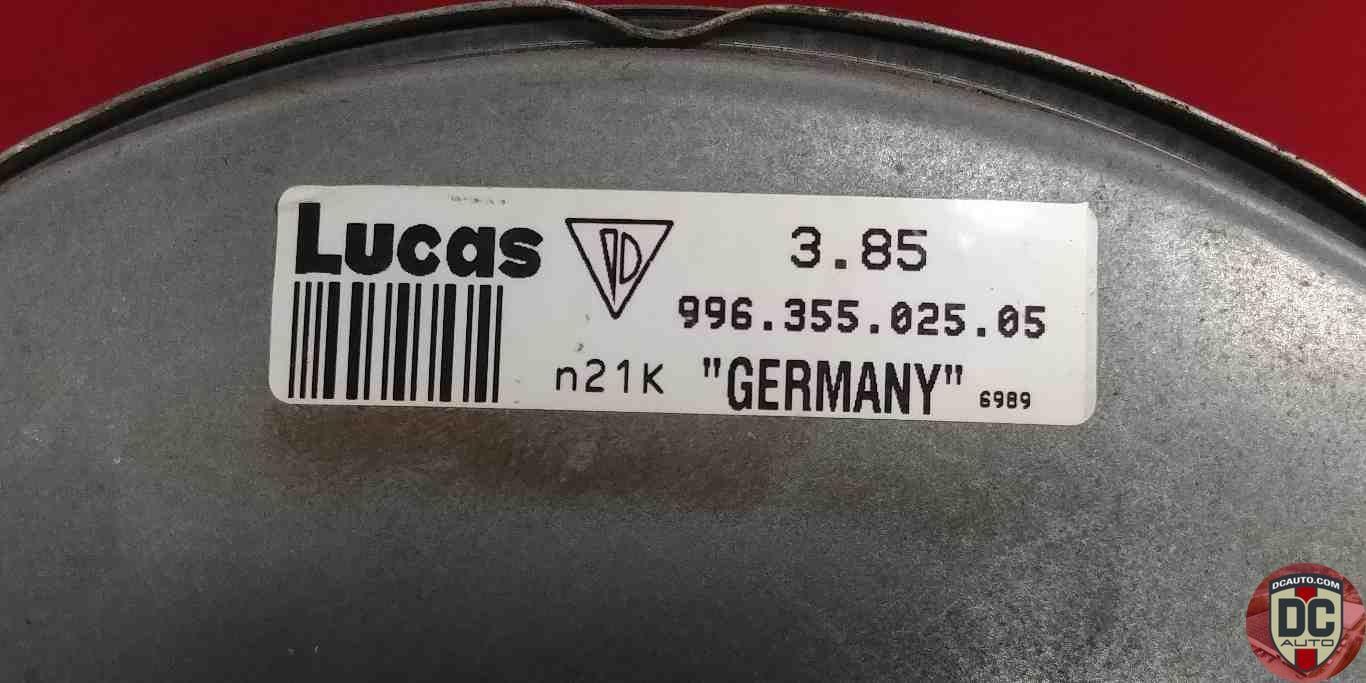 Lucas
3.85
996.355.025.05
n21K "GERMANY" 6989
DCAUTO.COM
DC
AUTO